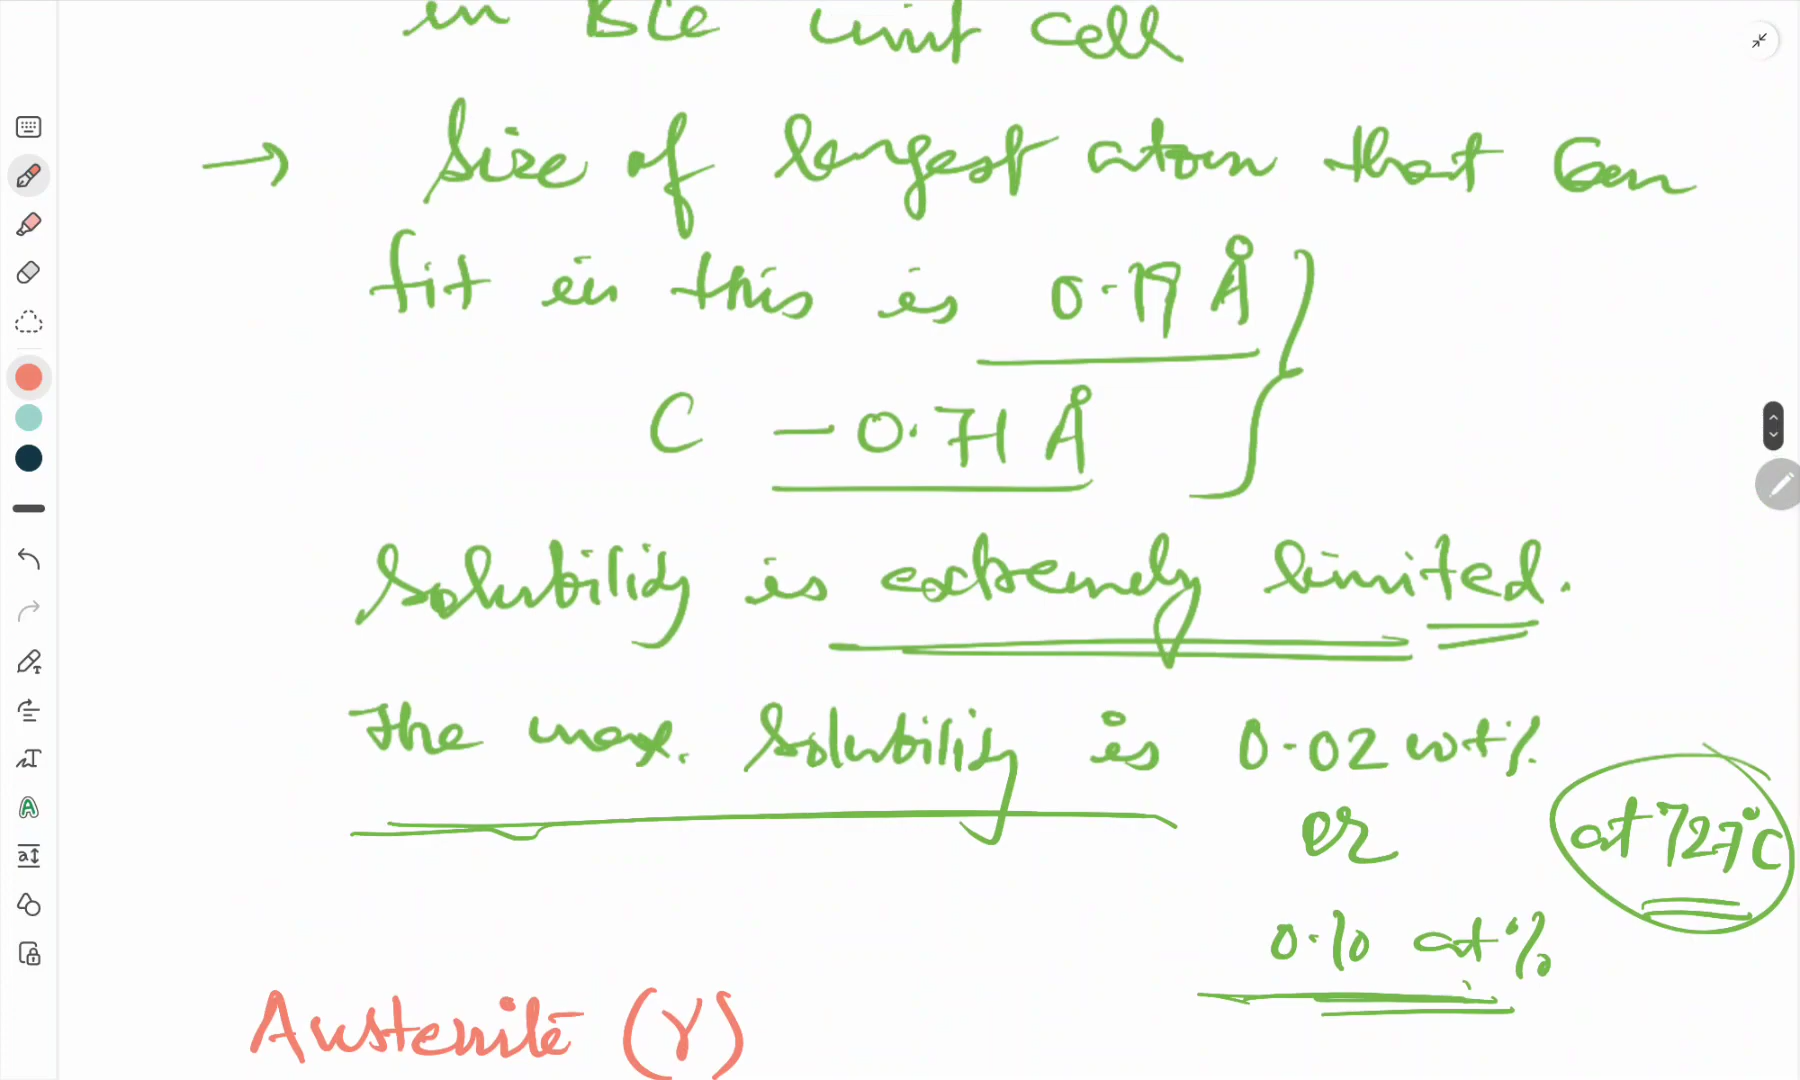 in BCC unit cell
→ Size of largest atom that can
fit in this is 0.19 Å
C - 0.71 Å
Solubility is extremely limited.
The max. solubility is 0.02 wt%
or
at 727°C
0.10 at%
Austenite (γ)